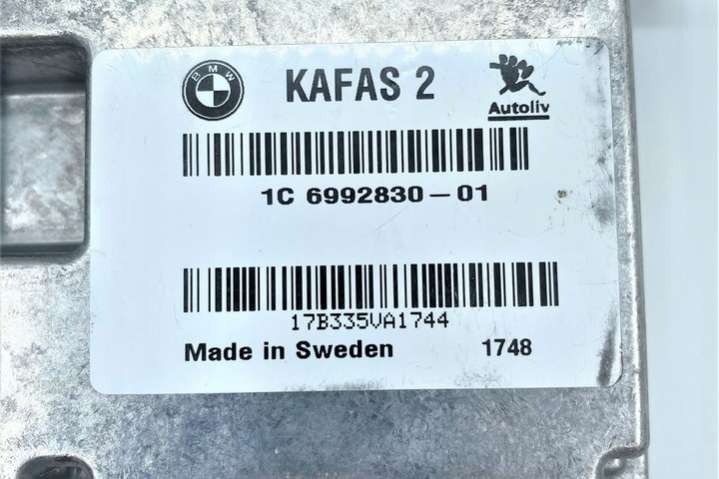 BMW
KAFAS 2
Autoliv
1C 6992830-01
17B335VA1744
Made in Sweden 1748